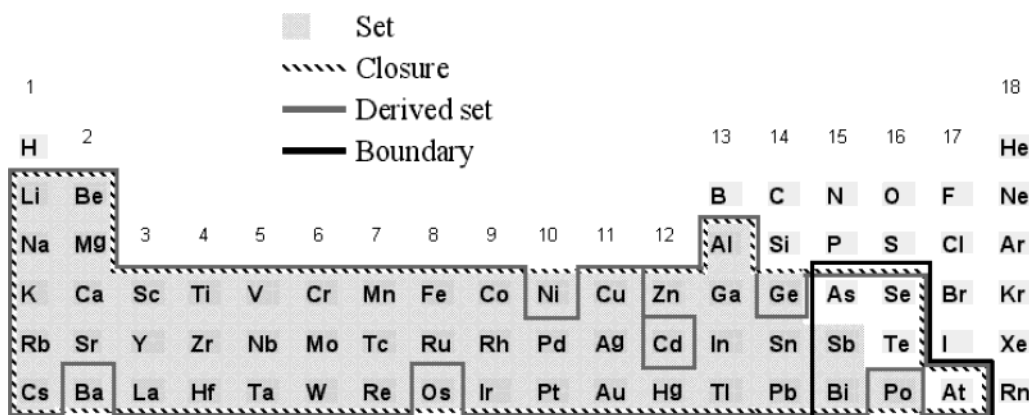 Set
Closure
Derived set
Boundary
1 18
H 2 13 14 15 16 17 He
Li Be B C N O F Ne
Na Mg 3 4 5 6 7 8 9 10 11 12 Al Si P S Cl Ar
K Ca Sc Ti V Cr Mn Fe Co Ni Cu Zn Ga Ge As Se Br Kr
Rb Sr Y Zr Nb Mo Tc Ru Rh Pd Ag Cd In Sn Sb Te I Xe
Cs Ba La Hf Ta W Re Os Ir Pt Au Hg Tl Pb Bi Po At Rn